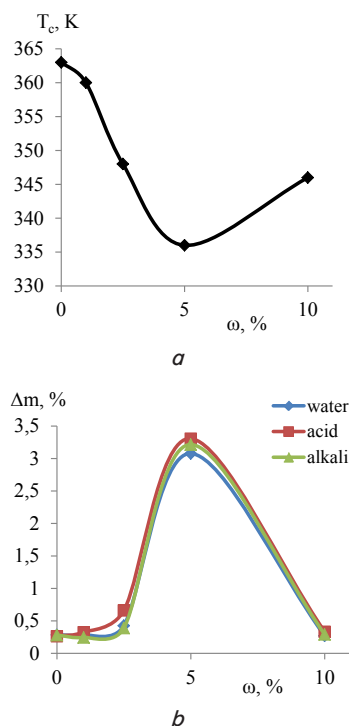 T_c, K
365
360
355
350
345
340
335
330
0
5
10
ω, %
a
Δm, %
water
acid
alkali
3,5
3
2,5
2
1,5
1
0,5
0
0
5
10
ω, %
b